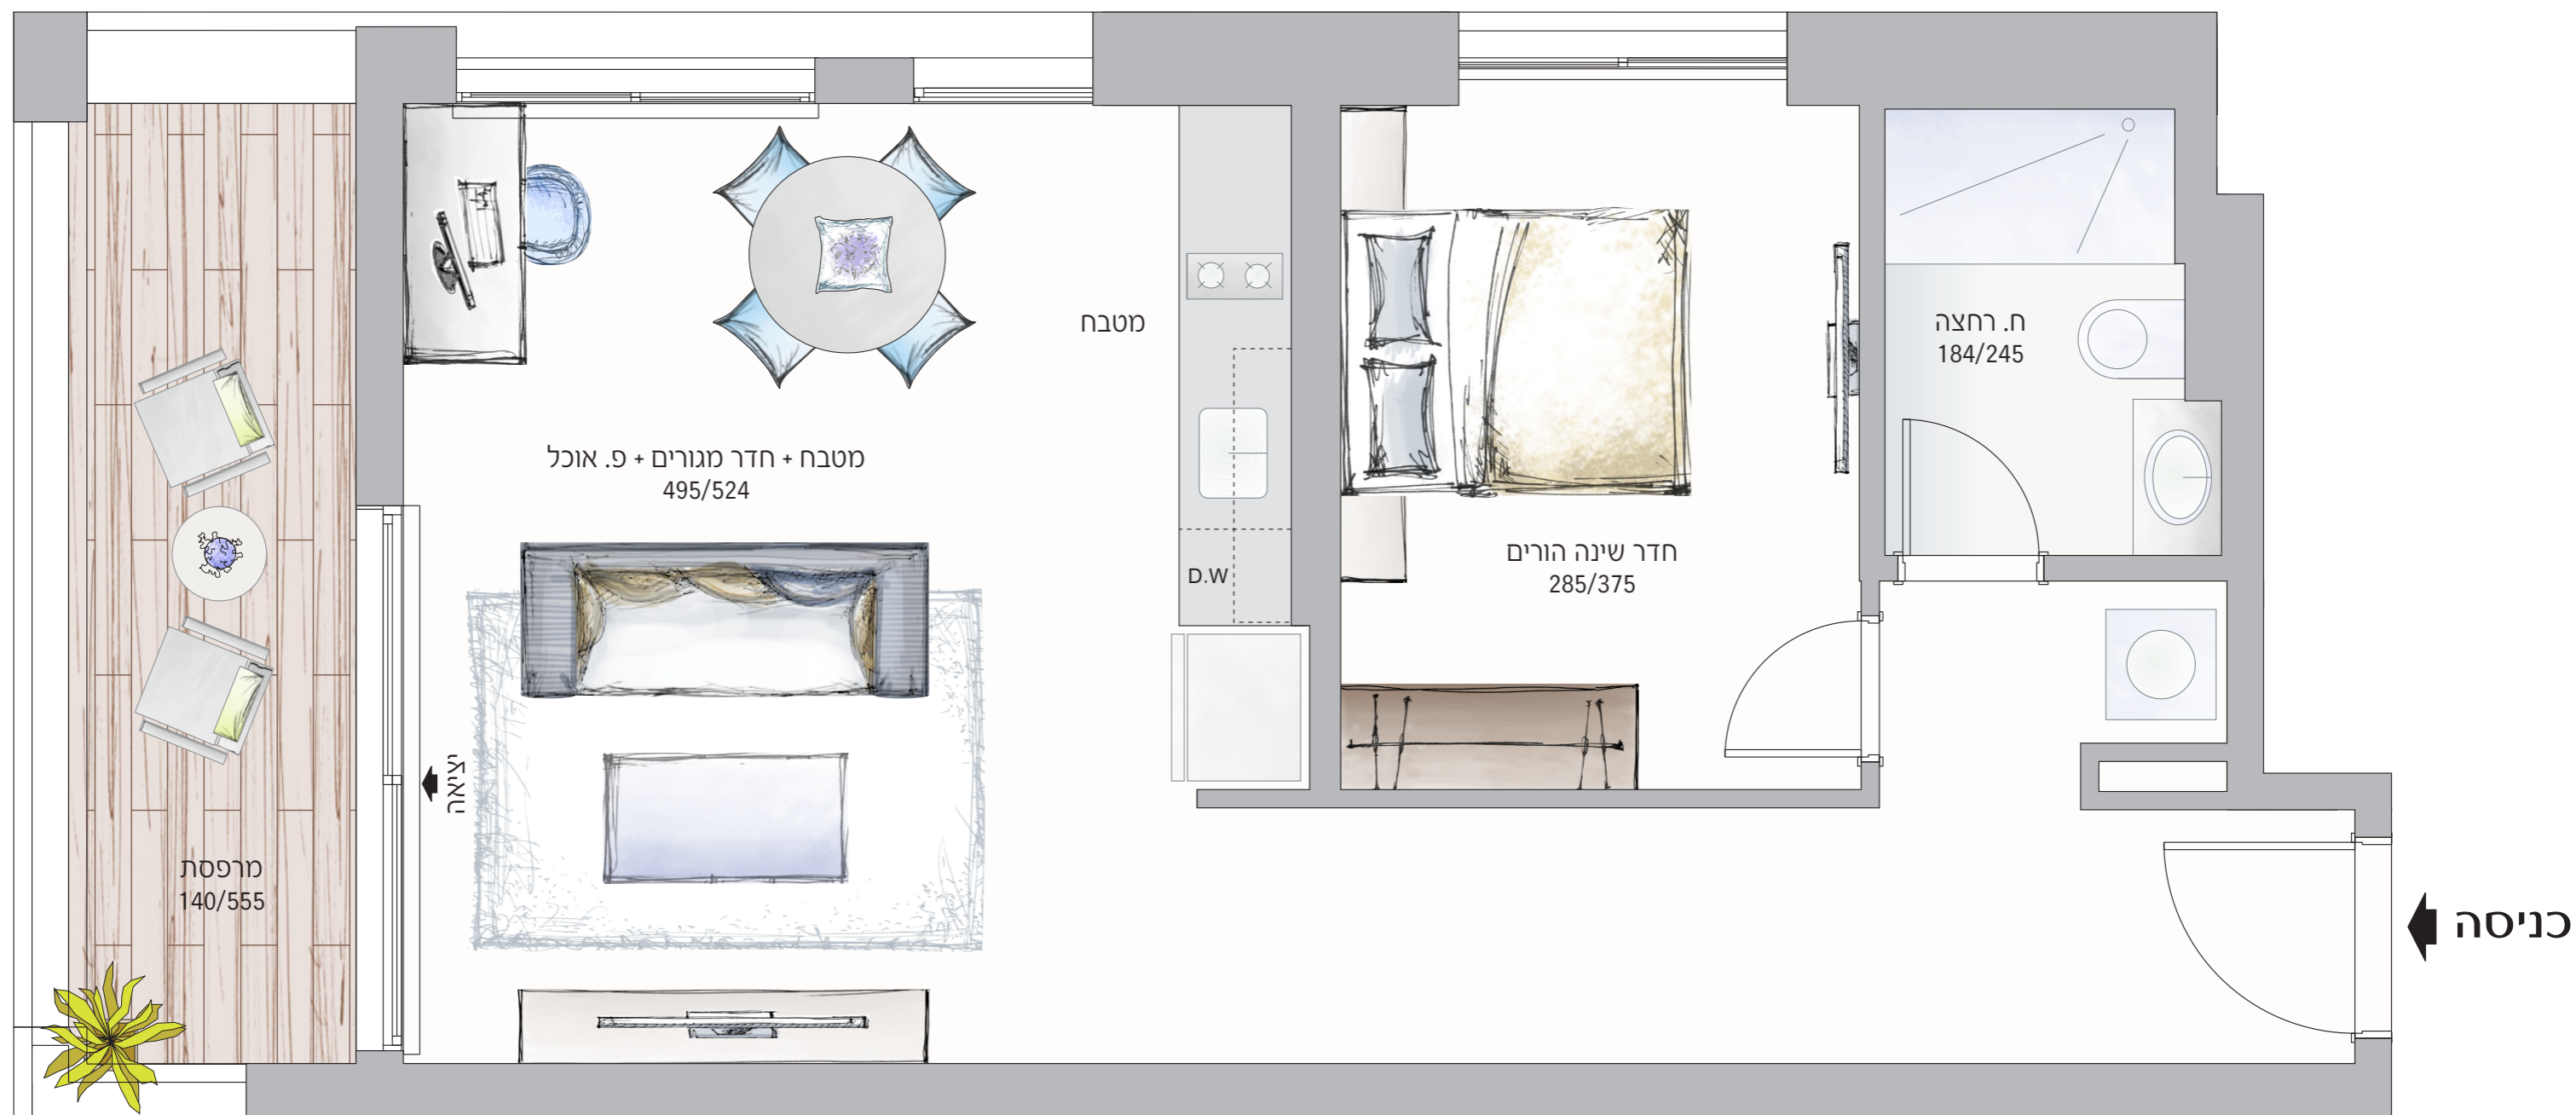 ח. רחצה
184/245
מטבח
מטבח + חדר מגורים + פ. אוכל
495/524
D.W
חדר שינה הורים
285/375
יציאה
מרפסת
140/555
כניסה